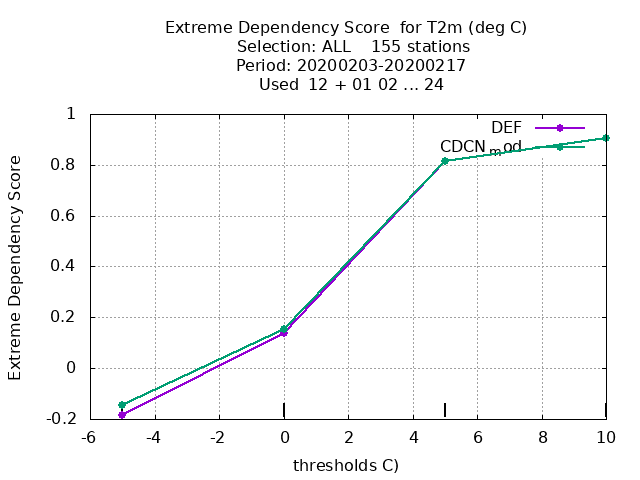 Extreme Dependency Score  for T2m (deg C)
Selection: ALL    155 stations
Period: 20200203-20200217
Used  12 + 01 02 ... 24
DEF
CDCN_mod
Extreme Dependency Score
1
0.8
0.6
0.4
0.2
0
-0.2
-6 -4 -2 0 2 4 6 8 10
thresholds C)